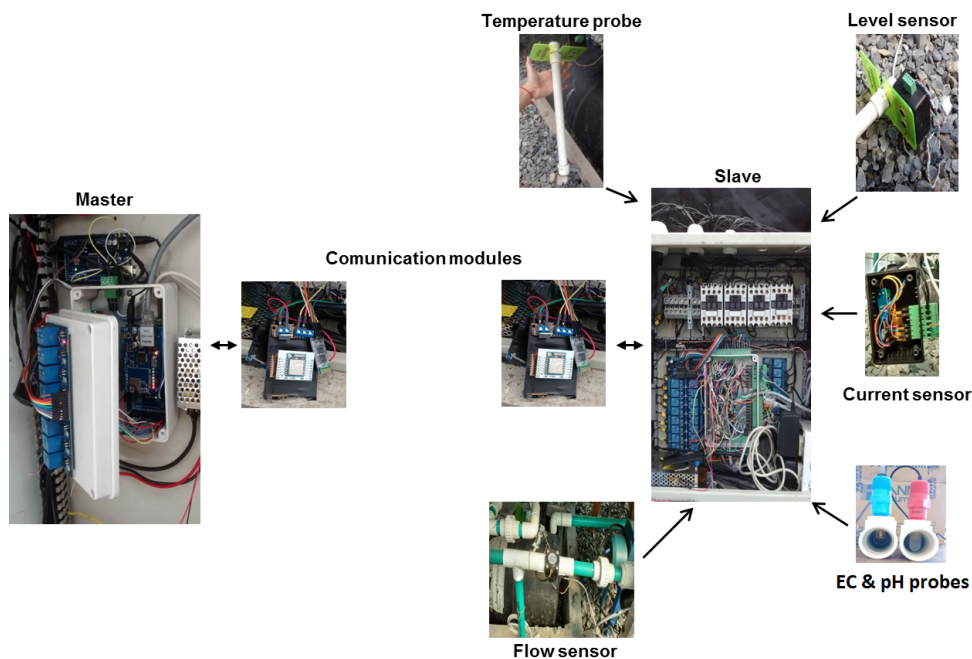 Temperature probe
Level sensor
Master
Slave
Comunication modules
Current sensor
EC & pH probes
Flow sensor